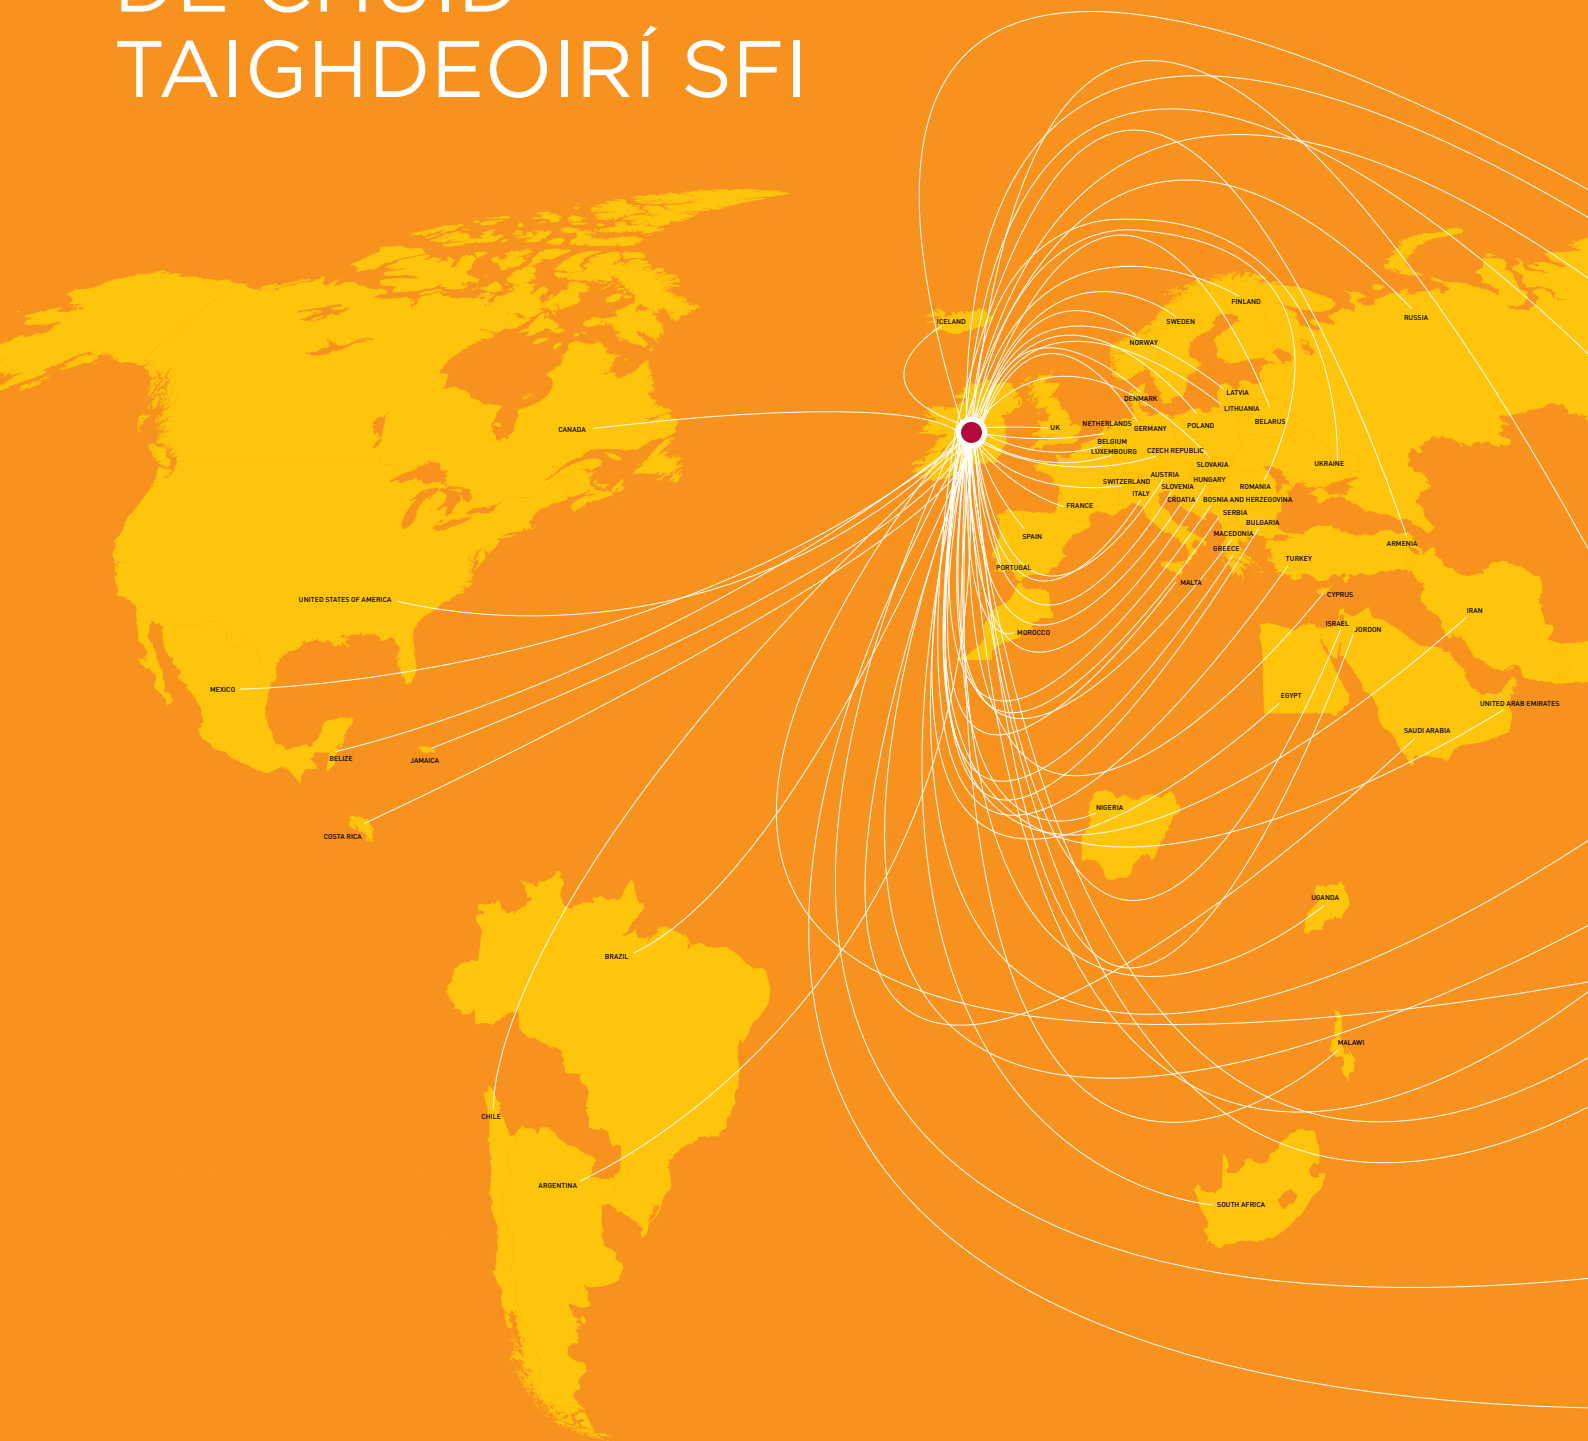 DE CHUID
TAIGHDEOIRÍ SFI
FINLAND
ICELAND
SWEDEN
RUSSIA
NORWAY
DENMARK
LATVIA
LITHUANIA
CANADA
UK
NETHERLANDS
GERMANY
POLAND
BELARUS
BELGIUM
LUXEMBOURG
CZECH REPUBLIC
SLOVAKIA
UKRAINE
AUSTRIA
SWITZERLAND
HUNGARY
SLOVENIA
ROMANIA
ITALY
CROATIA
BOSNIA AND HERZEGOVINA
FRANCE
SERBIA
BULGARIA
SPAIN
MACEDONIA
GREECE
ARMENIA
TURKEY
PORTUGAL
MALTA
CYPRUS
UNITED STATES OF AMERICA
IRAN
ISRAEL
JORDON
MOROCCO
MEXICO
EGYPT
UNITED ARAB EMIRATES
SAUDI ARABIA
BELIZE
JAMAICA
NIGERIA
COSTA RICA
UGANDA
BRAZIL
MALAWI
CHILE
ARGENTINA
SOUTH AFRICA